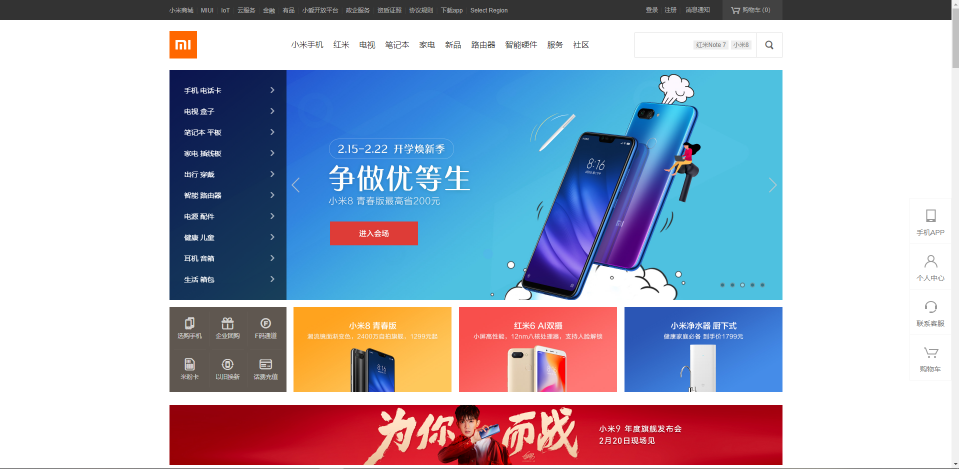 小米商城 MIUI IoT 云服务 金融 有品 小爱开放平台 政企服务 资质证照 协议规则 下载app Select Region
登录 注册 消息通知 购物车 (0)
小米手机 红米 电视 笔记本 家电 新品 路由器 智能硬件 服务 社区
红米Note 7 小米8
手机 电话卡
电视 盒子
笔记本 平板
家电 插线板
出行 穿戴
智能 路由器
电源 配件
健康 儿童
耳机 音箱
生活 箱包
2.15-2.22 开学焕新季
争做优等生
小米8 青春版最高省200元
进入会场
8:16
手机APP
个人中心
联系客服
购物车
选购手机 企业团购 F码通道
米粉卡 以旧换新 话费充值
小米8 青春版
潮流镜面渐变色，2400万自拍旗舰，1299元起
红米6 AI双摄
小屏高性能，12nm八核处理器，支持人脸解锁
小米净水器 厨下式
健康家庭必备 到手价1799元
为你而战
小米9 年度旗舰发布会
2月20日现场见